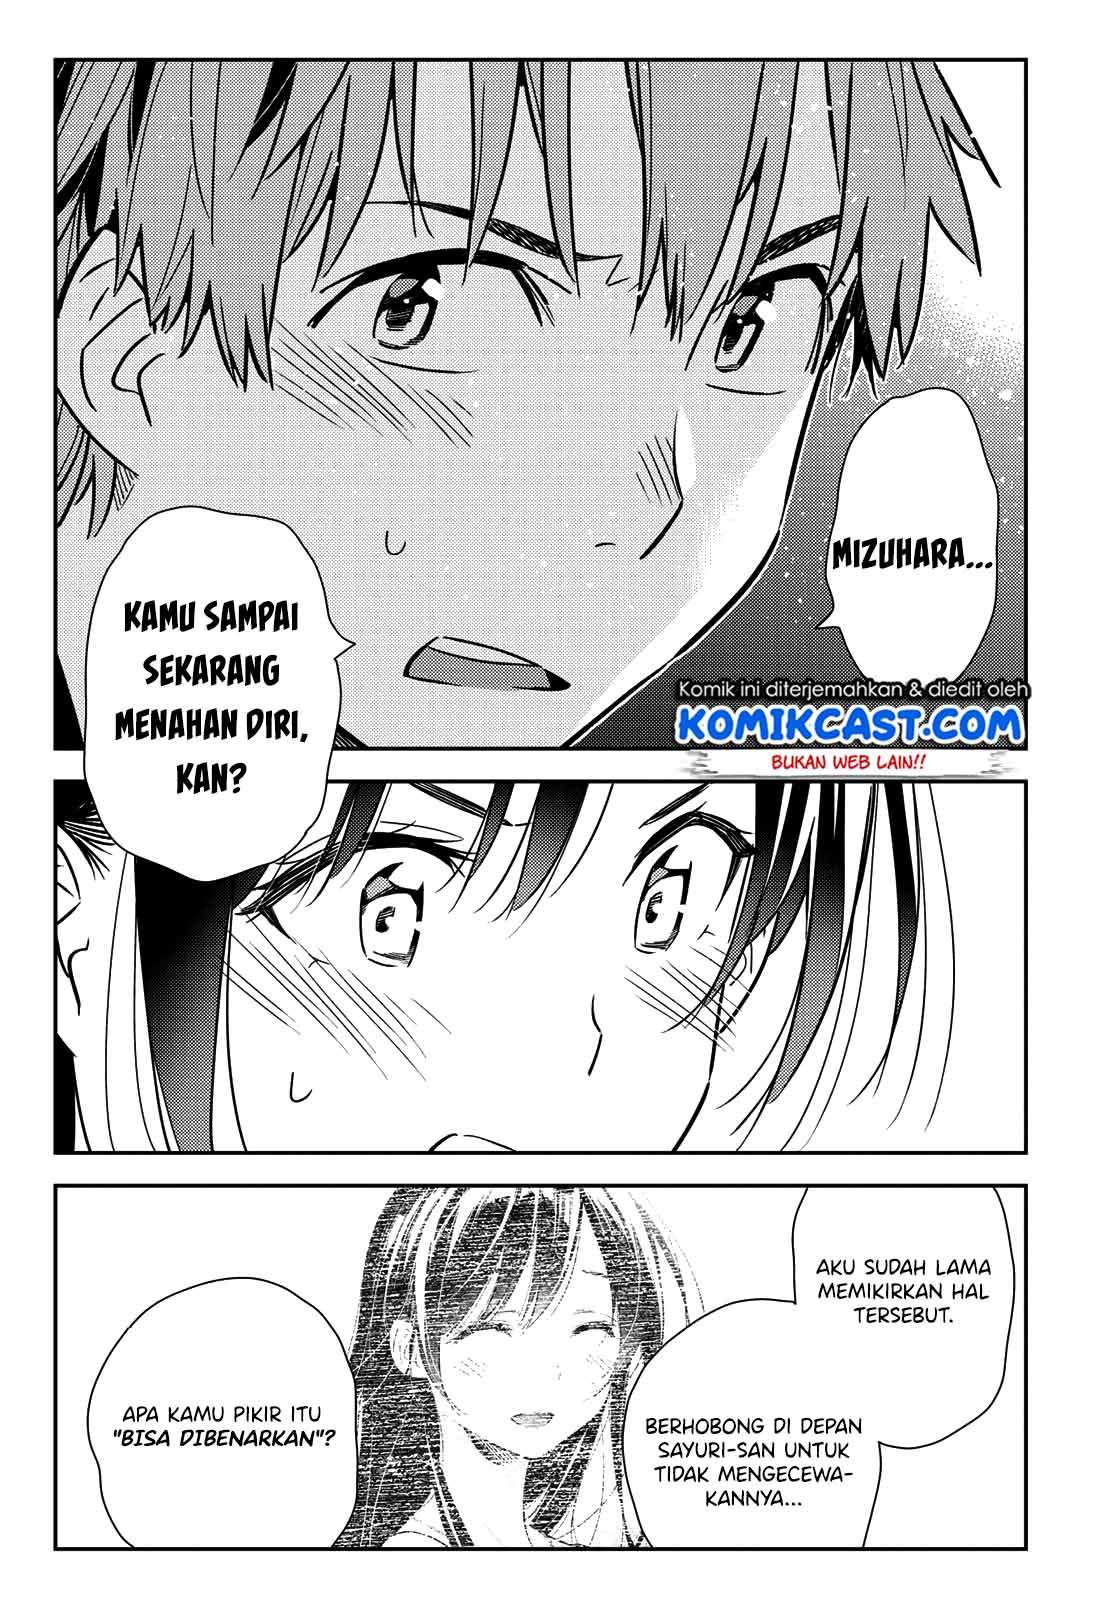 MIZUHARA...
KAMU SAMPAI
SEKARANG
MENAHAN DIRI,
KAN?
Komik ini diterjemahkan & diedit oleh
KOMIKCAST.COM
BUKAN WEB LAIN!!
AKU SUDAH LAMA
MEMIKIRKAN HAL
TERSEBUT.
BERHOBONG DI DEPAN
SAYURI-SAN UNTUK
TIDAK MENGECEWA-
KANNYA...
APA KAMU PIKIR ITU
"BISA DIBENARKAN"?